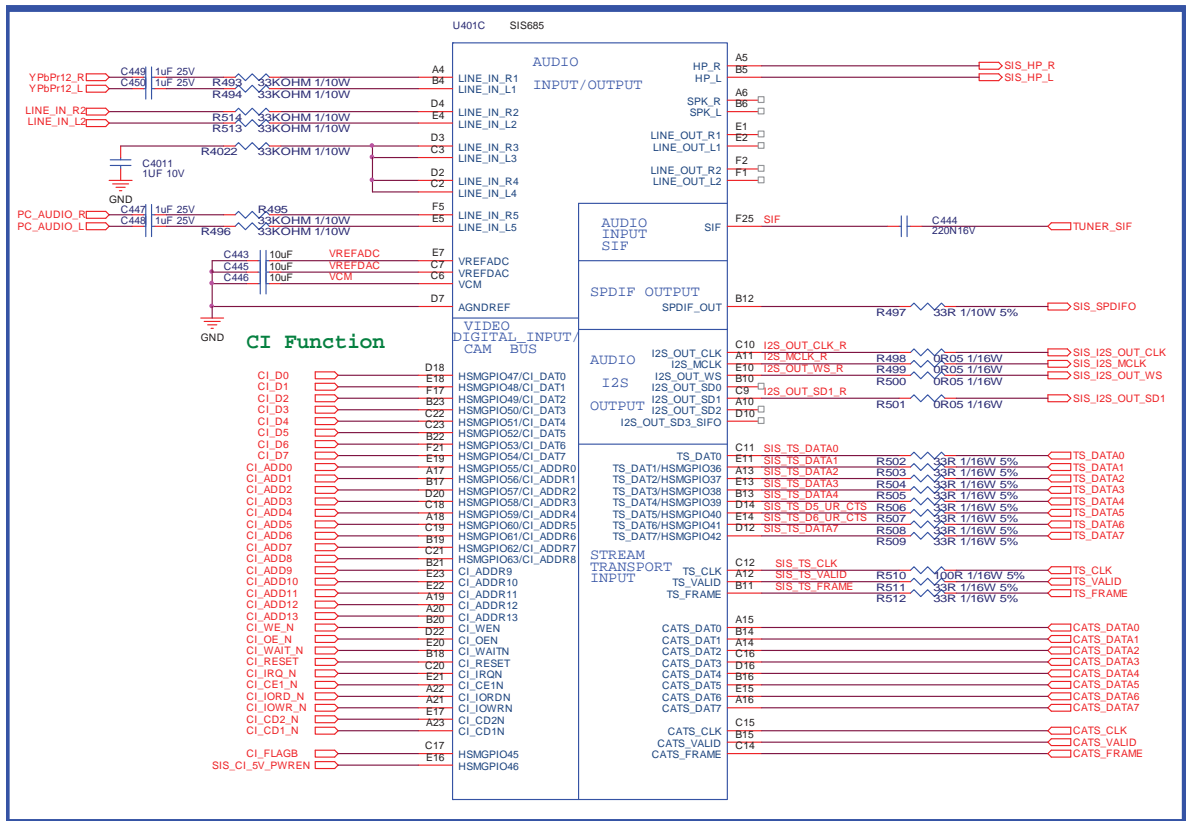 U401C SIS685
AUDIO
INPUT/OUTPUT
YPbPr12_R C449 1uF 25V R493 33KOHM 1/10W A4 LINE_IN_R1
YPbPr12_L C450 1uF 25V R494 33KOHM 1/10W B4 LINE_IN_L1
LINE_IN_R2 R514 33KOHM 1/10W D4 LINE_IN_R2
LINE_IN_L2 R513 33KOHM 1/10W E4 LINE_IN_L2
R4022 33KOHM 1/10W D3 LINE_IN_R3
C3 LINE_IN_L3
C4011
1UF 10V
GND
D2 LINE_IN_R4
C2 LINE_IN_L4
PC_AUDIO_R C447 1uF 25V R495 33KOHM 1/10W F5 LINE_IN_R5
PC_AUDIO_L C448 1uF 25V R496 33KOHM 1/10W E5 LINE_IN_L5
C443 10uF VREFADC E7 VREFADC
C445 10uF VREFDAC C7 VREFDAC
C446 10uF VCM C6 VCM
D7 AGNDREF
GND
HP_R A5 SIS_HP_R
HP_L B5 SIS_HP_L
SPK_R A6
SPK_L B6
LINE_OUT_R1 E1
LINE_OUT_L1 E2
LINE_OUT_R2 F2
LINE_OUT_L2 F1
AUDIO
INPUT
SIF
SIF F25 SIF C444 220N16V TUNER_SIF
SPDIF OUTPUT
SPDIF_OUT B12 R497 33R 1/10W 5% SIS_SPDIFO
AUDIO
I2S
OUTPUT
I2S_OUT_CLK C10 I2S_OUT_CLK_R R498 0R05 1/16W SIS_I2S_OUT_CLK
I2S_MCLK A11 I2S_MCLK_R R499 0R05 1/16W SIS_I2S_MCLK
I2S_OUT_WS E10 I2S_OUT_WS_R R500 0R05 1/16W SIS_I2S_OUT_WS
I2S_OUT_SD0 B10
I2S_OUT_SD1 C9 I2S_OUT_SD1_R R501 0R05 1/16W SIS_I2S_OUT_SD1
I2S_OUT_SD2 A10
I2S_OUT_SD3_SIFO D10
CI Function
VIDEO
DIGITAL_INPUT/
CAM BUS
CI_D0 D18 HSMGPIO47/CI_DAT0
CI_D1 E18 HSMGPIO48/CI_DAT1
CI_D2 F17 HSMGPIO49/CI_DAT2
CI_D3 B23 HSMGPIO50/CI_DAT3
CI_D4 C22 HSMGPIO51/CI_DAT4
CI_D5 C23 HSMGPIO52/CI_DAT5
CI_D6 B22 HSMGPIO53/CI_DAT6
CI_D7 F21 HSMGPIO54/CI_DAT7
CI_ADD0 E19 HSMGPIO55/CI_ADDR0
CI_ADD1 A17 HSMGPIO56/CI_ADDR1
CI_ADD2 B17 HSMGPIO57/CI_ADDR2
CI_ADD3 D20 HSMGPIO58/CI_ADDR3
CI_ADD4 C18 HSMGPIO59/CI_ADDR4
CI_ADD5 A18 HSMGPIO60/CI_ADDR5
CI_ADD6 C19 HSMGPIO61/CI_ADDR6
CI_ADD7 B19 HSMGPIO62/CI_ADDR7
CI_ADD8 C21 HSMGPIO63/CI_ADDR8
CI_ADD9 B21 CI_ADDR9
CI_ADD10 E23 CI_ADDR10
CI_ADD11 E22 CI_ADDR11
CI_ADD12 A19 CI_ADDR12
CI_ADD13 A20 CI_ADDR13
CI_WE_N B20 CI_WEN
CI_OE_N D22 CI_OEN
CI_WAIT_N E20 CI_WAITN
CI_RESET B18 CI_RESET
CI_IRQ_N C20 CI_IRQN
CI_CE1_N E21 CI_CE1N
CI_IORD_N A22 CI_IORDN
CI_IOWR_N A21 CI_IOWRN
CI_CD2_N E17 CI_CD2N
CI_CD1_N A23 CI_CD1N
CI_FLAGB C17 HSMGPIO45
SIS_CI_5V_PWREN E16 HSMGPIO46
STREAM
TRANSPORT
INPUT
TS_DAT0 C11 SIS_TS_DATA0 R502 33R 1/16W 5% TS_DATA0
TS_DAT1/HSMGPIO36 E11 SIS_TS_DATA1 R503 33R 1/16W 5% TS_DATA1
TS_DAT2/HSMGPIO37 A13 SIS_TS_DATA2 R504 33R 1/16W 5% TS_DATA2
TS_DAT3/HSMGPIO38 E13 SIS_TS_DATA3 R505 33R 1/16W 5% TS_DATA3
TS_DAT4/HSMGPIO39 B13 SIS_TS_DATA4 R506 33R 1/16W 5% TS_DATA4
TS_DAT5/HSMGPIO40 D14 SIS_TS_D5_UR_CTS R507 33R 1/16W 5% TS_DATA5
TS_DAT6/HSMGPIO41 E14 SIS_TS_D6_UR_CTS R508 33R 1/16W 5% TS_DATA6
TS_DAT7/HSMGPIO42 D12 SIS_TS_DATA7 R509 33R 1/16W 5% TS_DATA7
TS_CLK C12 SIS_TS_CLK R510 100R 1/16W 5% TS_CLK
TS_VALID A12 SIS_TS_VALID R511 33R 1/16W 5% TS_VALID
TS_FRAME B11 SIS_TS_FRAME R512 33R 1/16W 5% TS_FRAME
CATS_DAT0 A15 CATS_DATA0
CATS_DAT1 B14 CATS_DATA1
CATS_DAT2 A14 CATS_DATA2
CATS_DAT3 C16 CATS_DATA3
CATS_DAT4 D16 CATS_DATA4
CATS_DAT5 B16 CATS_DATA5
CATS_DAT6 E15 CATS_DATA6
CATS_DAT7 A16 CATS_DATA7
CATS_CLK C15 CATS_CLK
CATS_VALID B15 CATS_VALID
CATS_FRAME C14 CATS_FRAME